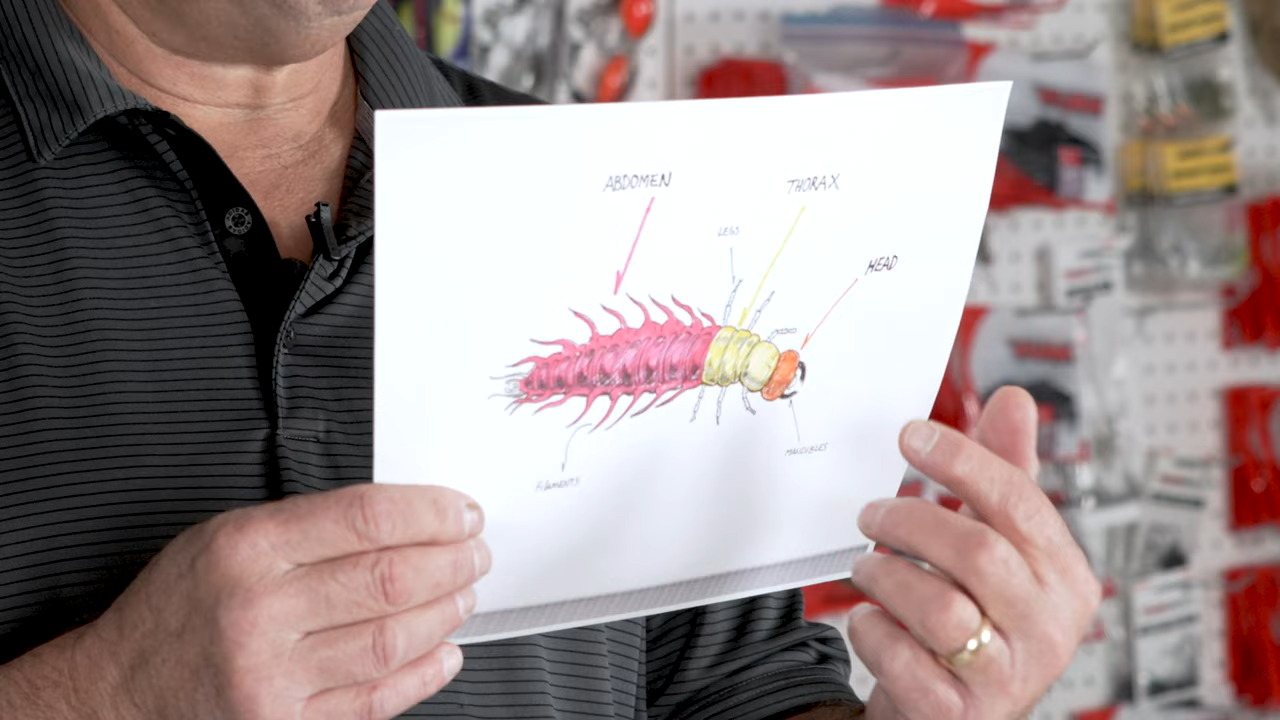 ABDOMEN
THORAX
LEGS
HEAD
MANDIBLES
FILAMENTS